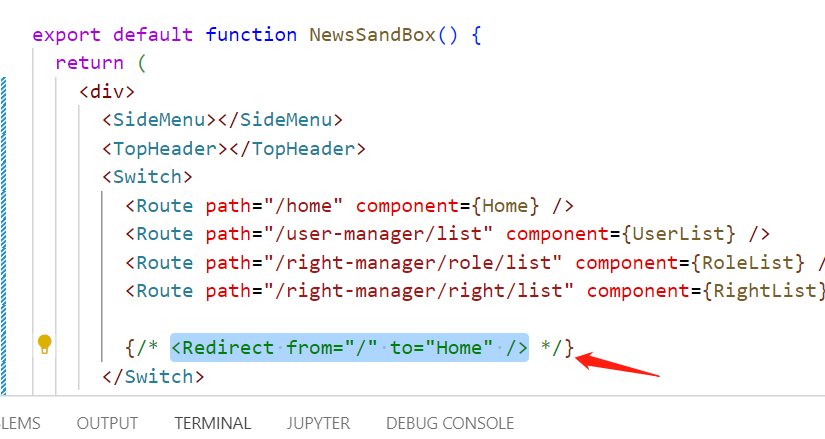 export default function NewsSandBox() {
return (
<div>
<SideMenu></SideMenu>
<TopHeader></TopHeader>
<Switch>
<Route path="/home" component={Home} />
<Route path="/user-manager/list" component={UserList} />
<Route path="/right-manager/role/list" component={RoleList} /
<Route path="/right-manager/right/list" component={RightList}
{/* <Redirect from="/" to="Home" /> */}
</Switch>
LEMS OUTPUT TERMINAL JUPYTER DEBUG CONSOLE